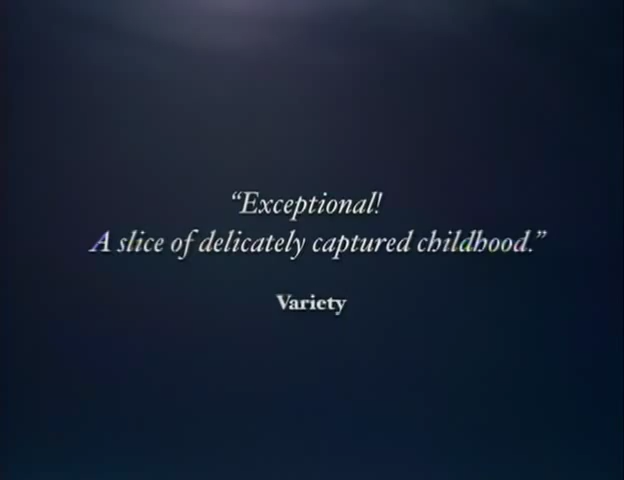 “Exceptional!
A slice of delicately captured childhood.”
Variety